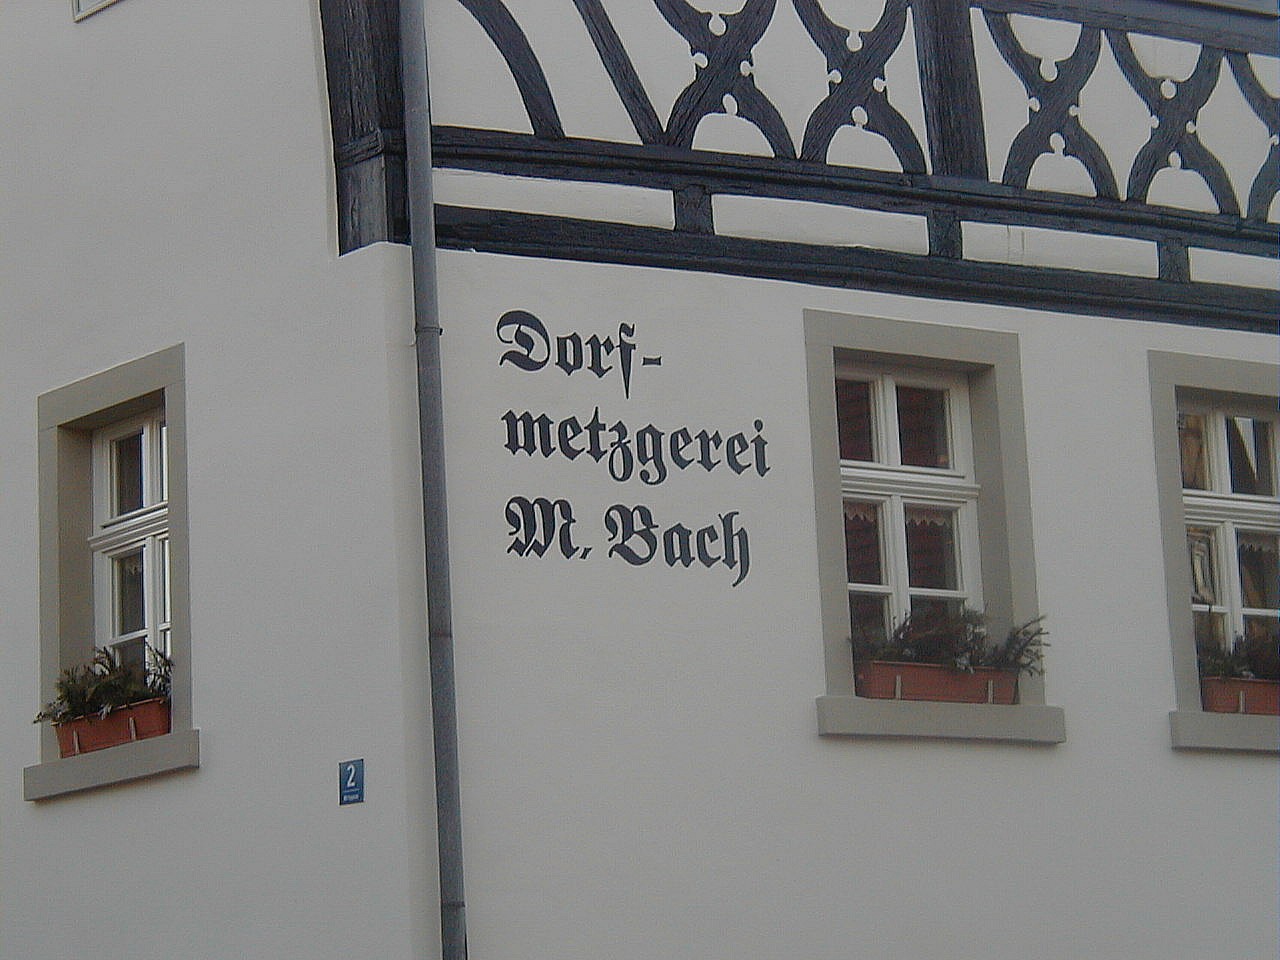 Dorf-
metzgerei
M. Bach
2